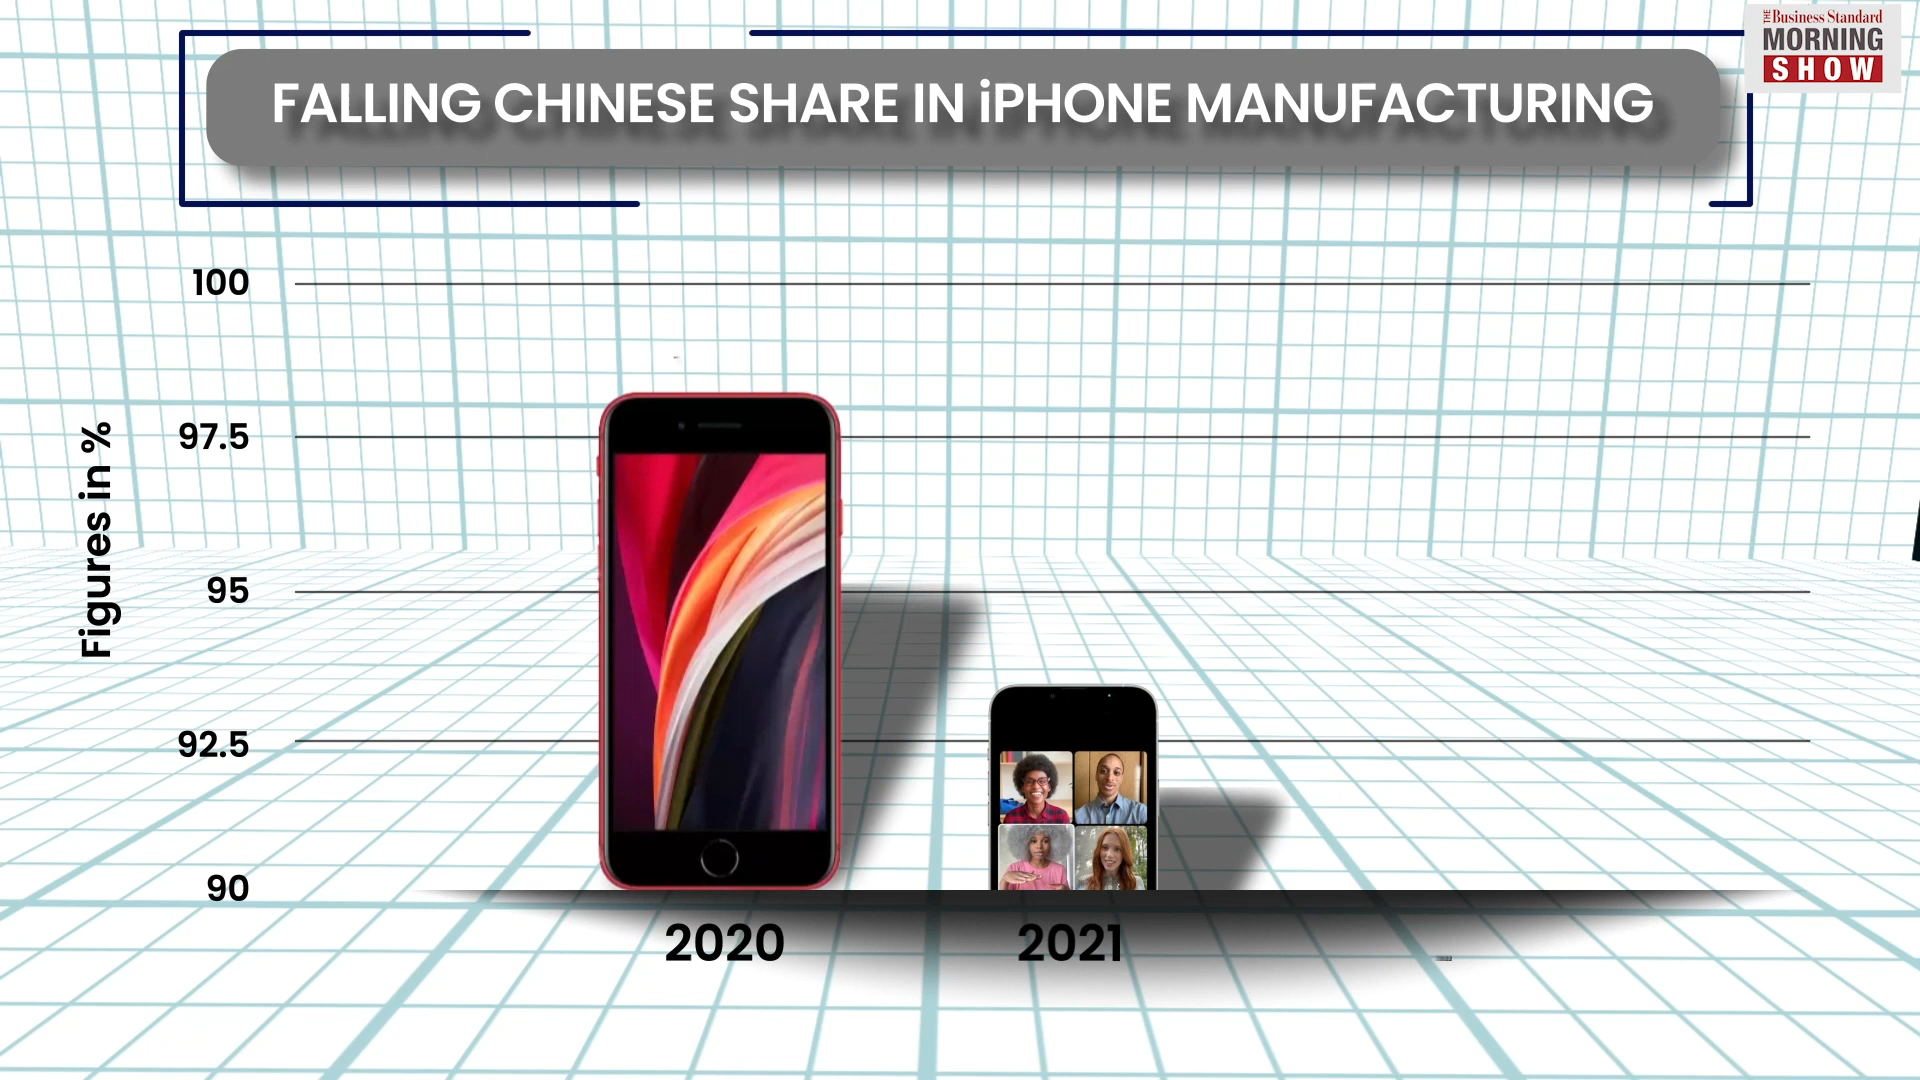 THE Business Standard
MORNING
SHOW
FALLING CHINESE SHARE IN iPHONE MANUFACTURING
Figures in %
100
97.5
95
92.5
90
2020
2021